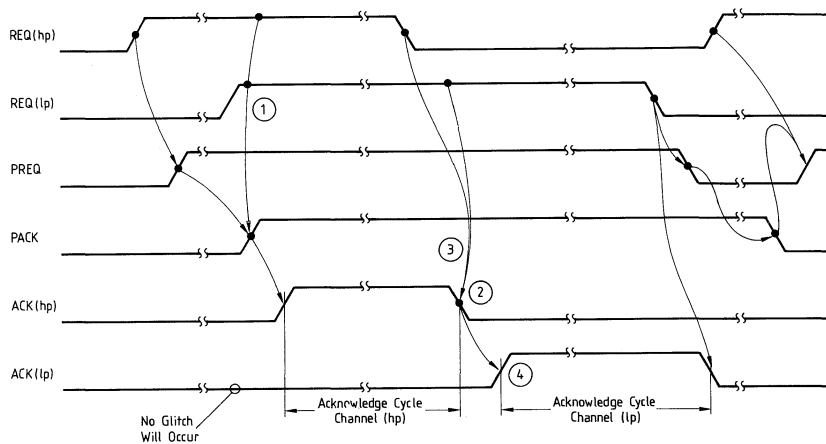 REQ(hp)
REQ(lp)
1
PREQ
PACK
3
2
ACK(hp)
4
ACK(lp)
Acknowledge Cycle
Channel (hp)
Acknowledge Cycle
Channel (lp)
No Glitch
Will Occur